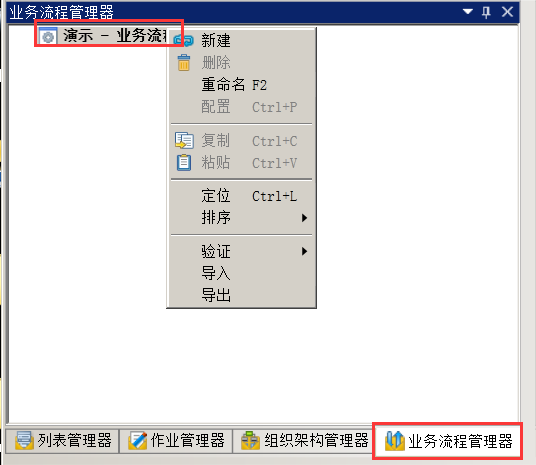 业务流程管理器
演示 - 业务流
新建
删除
重命名 F2
配置 Ctrl+P
复制 Ctrl+C
粘贴 Ctrl+V
定位 Ctrl+L
排序
验证
导入
导出
列表管理器 作业管理器 组织架构管理器 业务流程管理器